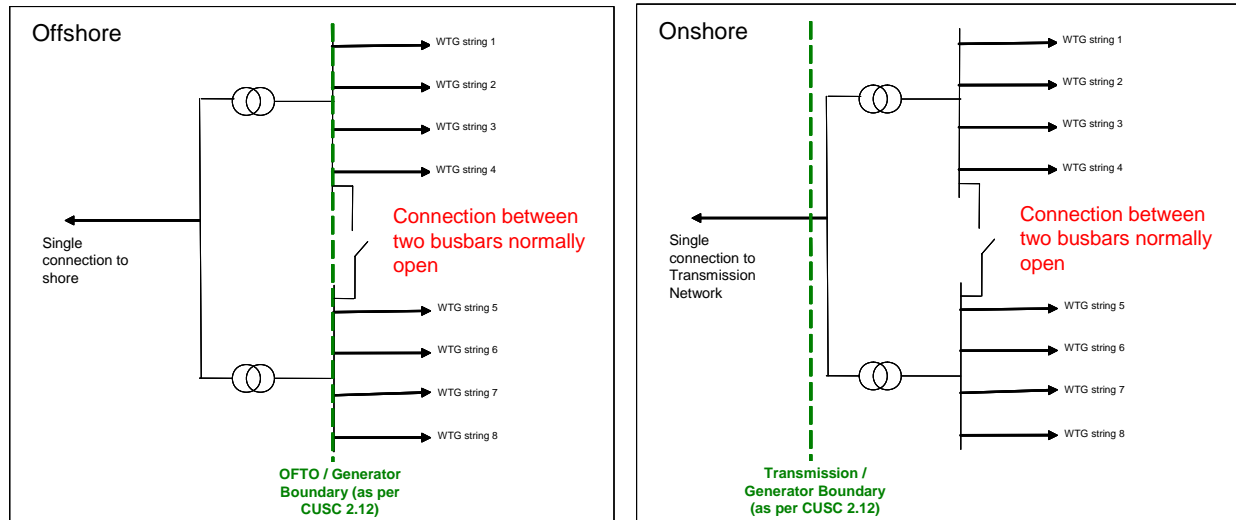 Offshore
WTG string 1
WTG string 2
WTG string 3
WTG string 4
Connection between
two busbars normally
open
Single
connection to
shore
WTG string 5
WTG string 6
WTG string 7
WTG string 8
OFTO / Generator
Boundary (as per
CUSC 2.12)
Onshore
WTG string 1
WTG string 2
WTG string 3
WTG string 4
Connection between
two busbars normally
open
Single
connection to
Transmission
Network
WTG string 5
WTG string 6
WTG string 7
WTG string 8
Transmission /
Generator Boundary
(as per CUSC 2.12)